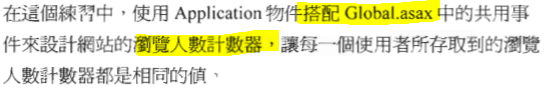 在這個練習中，使用 Application 物件搭配 Global.asax 中的共用事
件來設計網站的瀏覽人數計數器，讓每一個使用者所存取到的瀏覽
人數計數器都是相同的值、